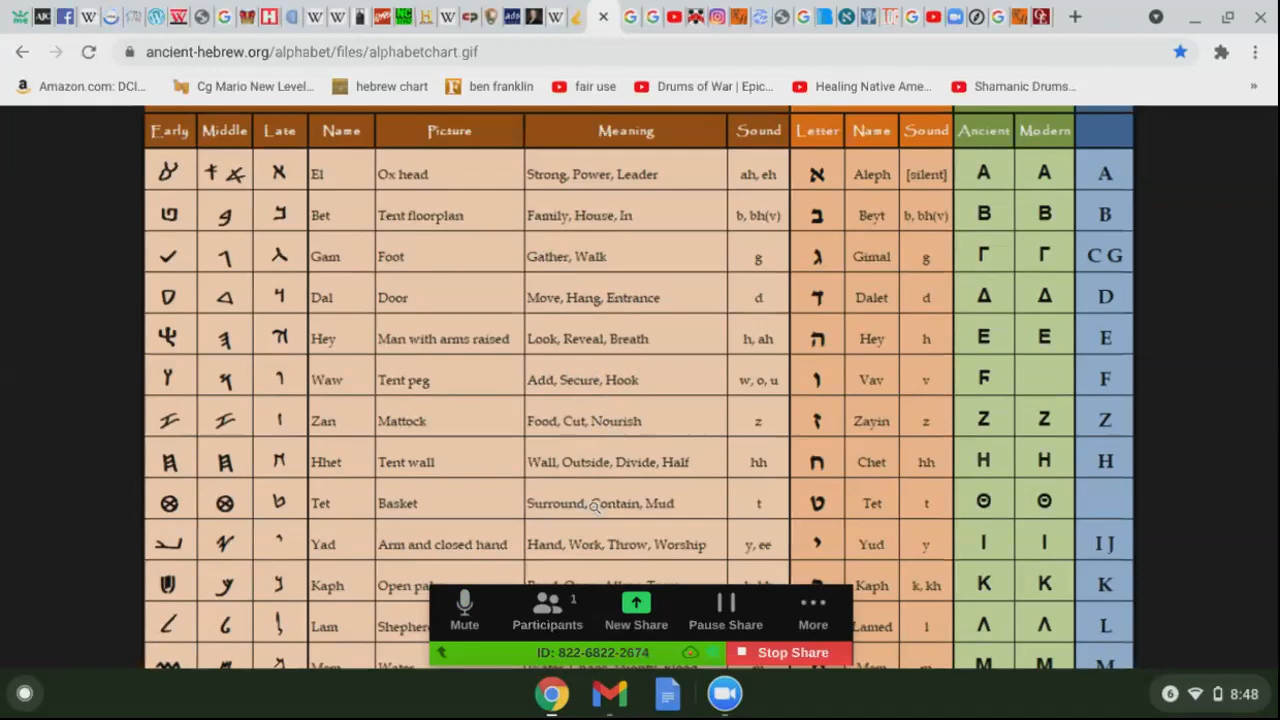 ancient-hebrew.org/alphabet/files/alphabetchart.gif
Amazon.com: DCI... Cg Mario New Level... hebrew chart ben franklin fair use Drums of War | Epic... Healing Native Ame... Shamanic Drums... »
Early Middle Late Name Picture Meaning Sound Letter Name Sound Ancient Modern
El Ox head Strong, Power, Leader ah, eh א Aleph [silent] Α Α A
Bet Tent floorplan Family, House, In b, bh(v) ב Beyt b, bh(v) Β Β B
Gam Foot Gather, Walk g ג Gimal g Γ Γ C G
Dal Door Move, Hang, Entrance d ד Dalet d Δ Δ D
Hey Man with arms raised Look, Reveal, Breath h, ah ה Hey h Ε Ε E
Waw Tent peg Add, Secure, Hook w, o, u ו Vav v F F
Zan Mattock Food, Cut, Nourish z ז Zayin z Ζ Ζ Z
Hhet Tent wall Wall, Outside, Divide, Half hh ח Chet hh Η Η H
Tet Basket Surround, Contain, Mud t ט Tet t Θ Θ
Yad Arm and closed hand Hand, Work, Throw, Worship y, ee י Yud y Ι Ι I J
Kaph Open Kaph k, kh Κ Κ K
Lam Lamed l Λ Λ L
Mute Participants 1 New Share Pause Share More
ID: 822-6822-2674 Stop Share
6 8:48